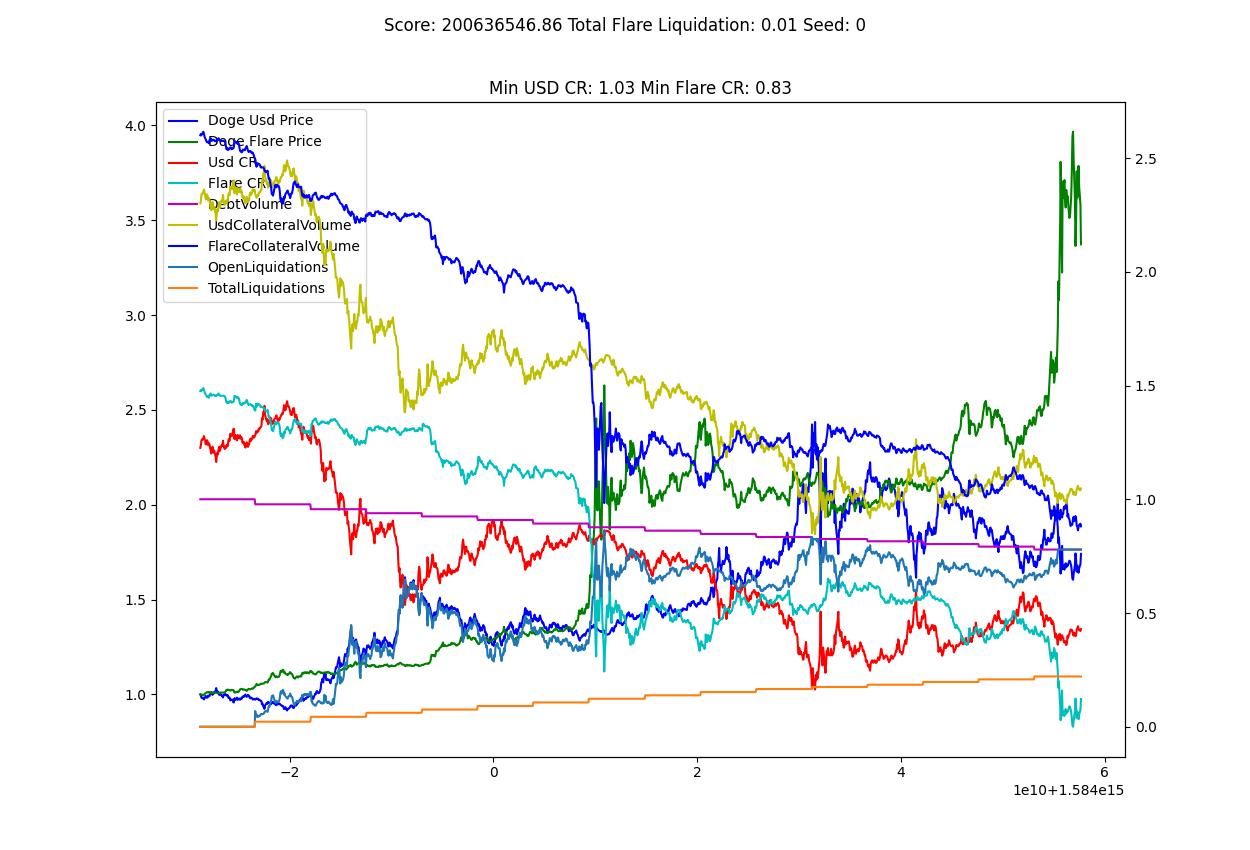 Score: 200636546.86 Total Flare Liquidation: 0.01 Seed: 0
Min USD CR: 1.03 Min Flare CR: 0.83
Doge Usd Price
Doge Flare Price
Usd CR
Flare CR
DebtVolume
UsdCollateralVolume
FlareCollateralVolume
OpenLiquidations
TotalLiquidations
4.0
3.5
3.0
2.5
2.0
1.5
1.0
2.5
2.0
1.5
1.0
0.5
0.0
−2 0 2 4 6
1e10+1.584e15